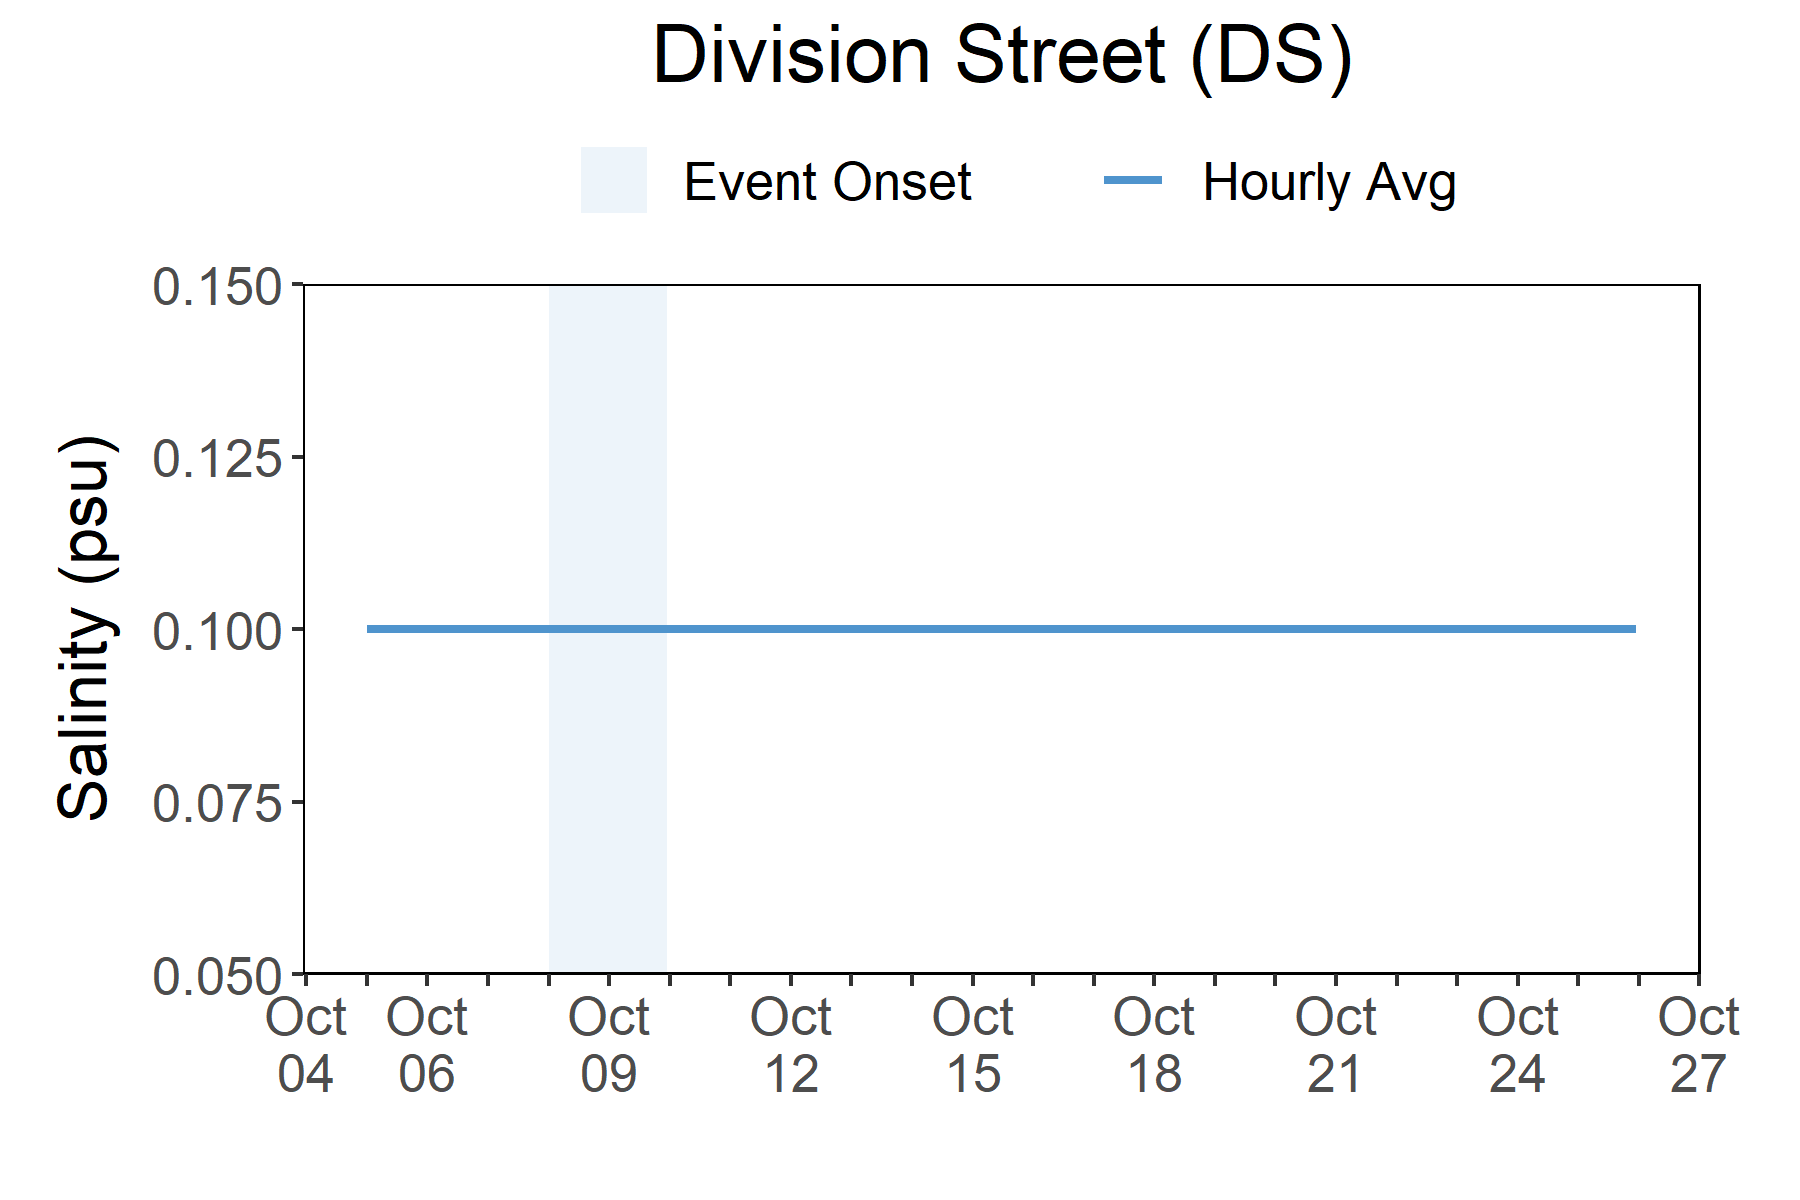 Division Street (DS)
Event Onset Hourly Avg
Salinity (psu)
0.150
0.125
0.100
0.075
0.050
Oct Oct Oct Oct Oct Oct Oct Oct Oct
04 06 09 12 15 18 21 24 27